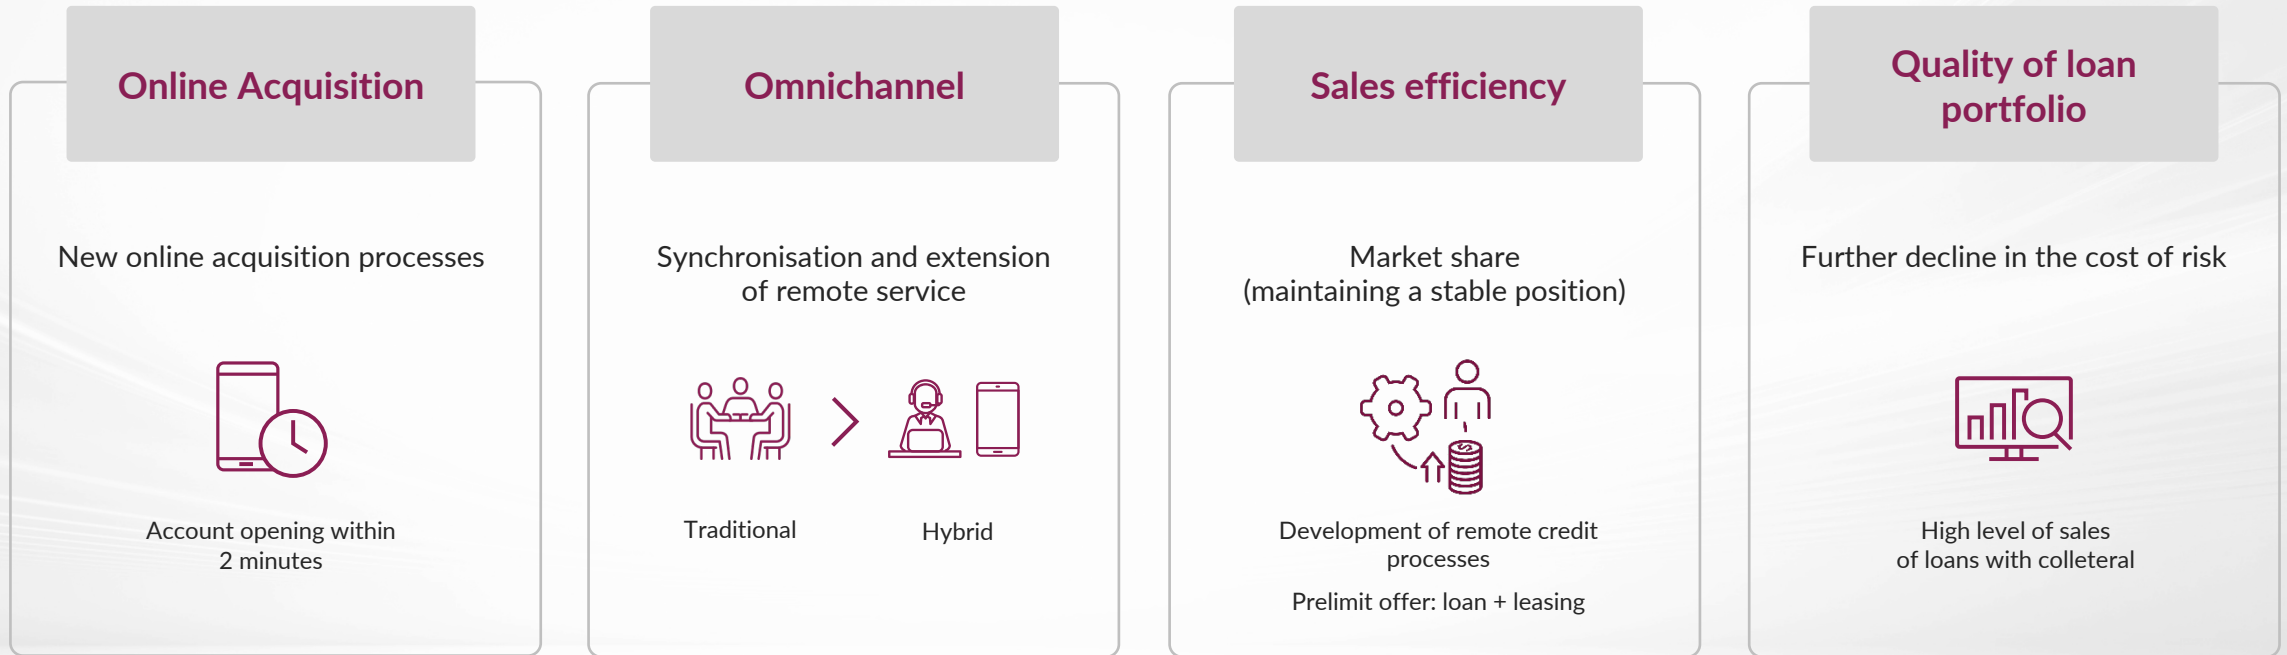 Online Acquisition
New online acquisition processes
Account opening within
2 minutes
Omnichannel
Synchronisation and extension
of remote service
Traditional
Hybrid
Sales efficiency
Market share
(maintaining a stable position)
Development of remote credit
processes
Prelimit offer: loan + leasing
Quality of loan
portfolio
Further decline in the cost of risk
High level of sales
of loans with colleteral